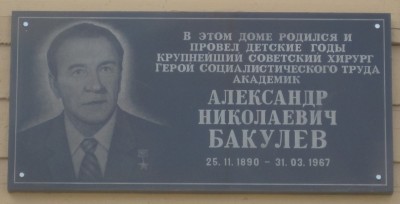 В ЭТОМ ДОМЕ РОДИЛСЯ И
ПРОВЕЛ ДЕТСКИЕ ГОДЫ
КРУПНЕЙШИЙ СОВЕТСКИЙ ХИРУРГ
ГЕРОЙ СОЦИАЛИСТИЧЕСКОГО ТРУДА
АКАДЕМИК
АЛЕКСАНДР
НИКОЛАЕВИЧ
БАКУЛЕВ
25.11.1890 – 31.03.1967